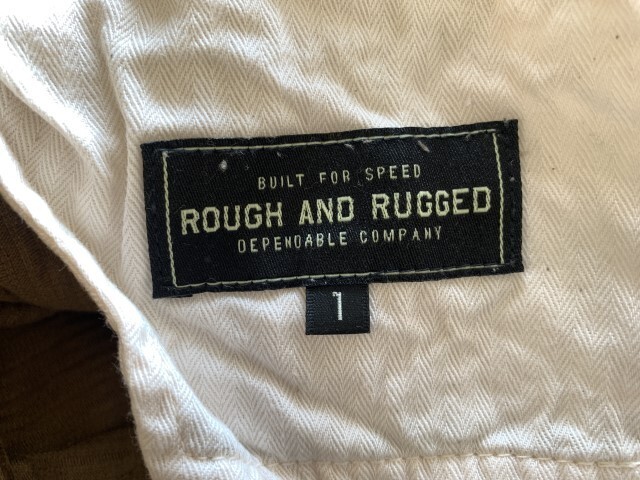 BUILT FOR SPEED
ROUGH AND RUGGED
DEPENDABLE COMPANY
1